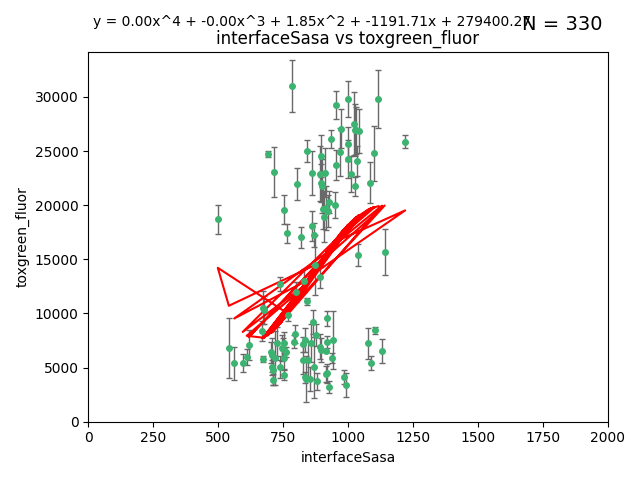 y = 0.00x^4 + -0.00x^3 + 1.85x^2 + -1191.71x + 279400.27
N = 330
interfaceSasa vs toxgreen_fluor
30000
25000
20000
15000
10000
5000
0
toxgreen_fluor
0 250 500 750 1000 1250 1500 1750 2000
interfaceSasa